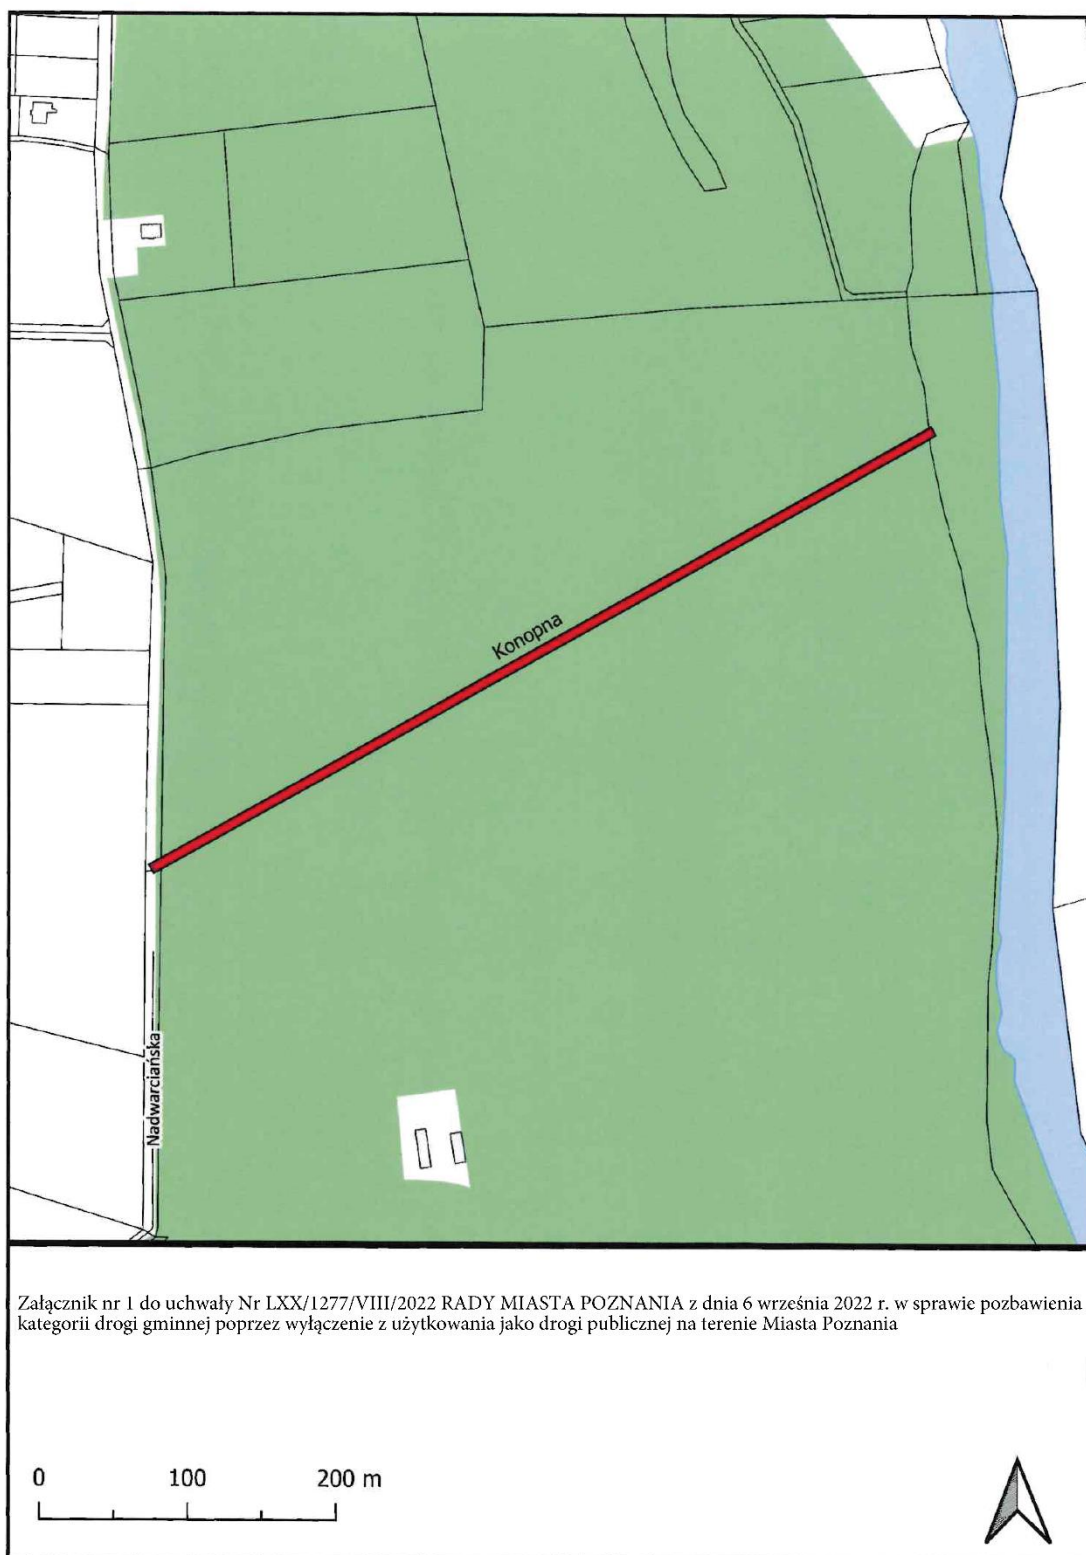 Konopna
Nadwarciańska
Załącznik nr 1 do uchwały Nr LXX/1277/VIII/2022 RADY MIASTA POZNANIA z dnia 6 września 2022 r. w sprawie pozbawienia
kategorii drogi gminnej poprzez wyłączenie z użytkowania jako drogi publicznej na terenie Miasta Poznania
0 100 200 m